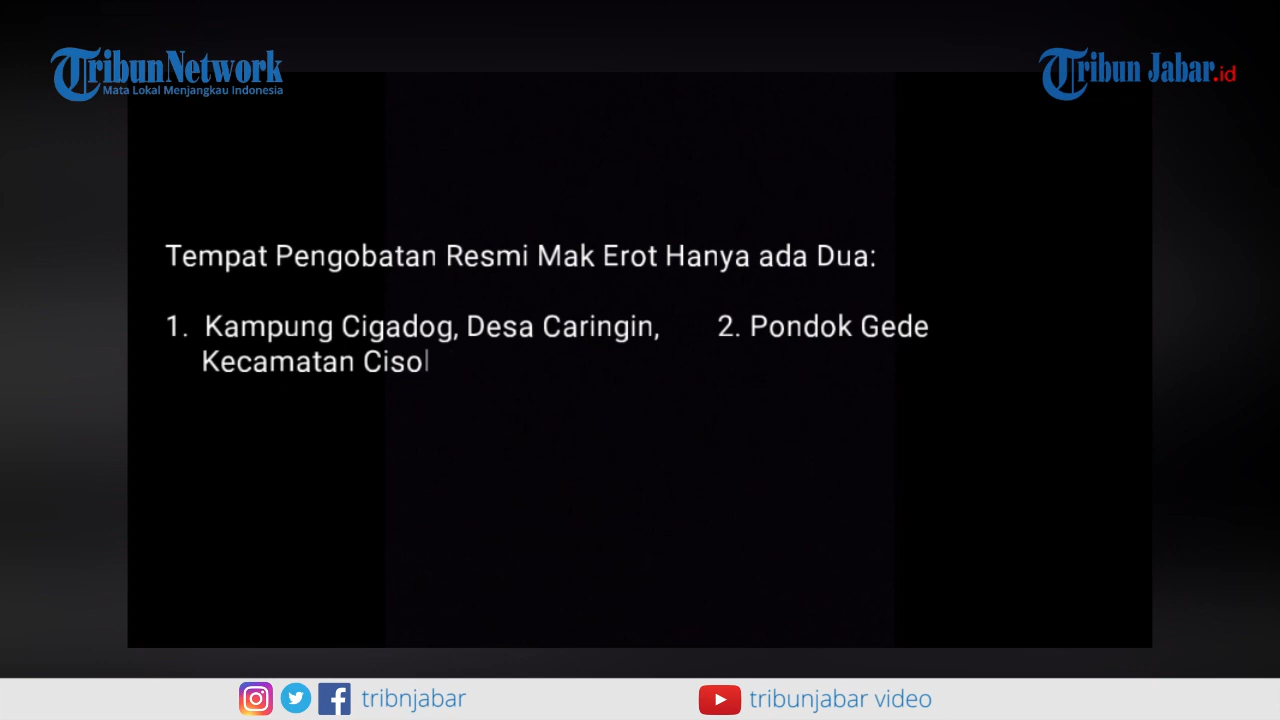 TribunNetwork
Mata Lokal Menjangkau Indonesia
Tribun Jabar.id
Tempat Pengobatan Resmi Mak Erot Hanya ada Dua:
1. Kampung Cigadog, Desa Caringin,
Kecamatan Cisol
2. Pondok Gede
tribnjabar
tribunjabar video